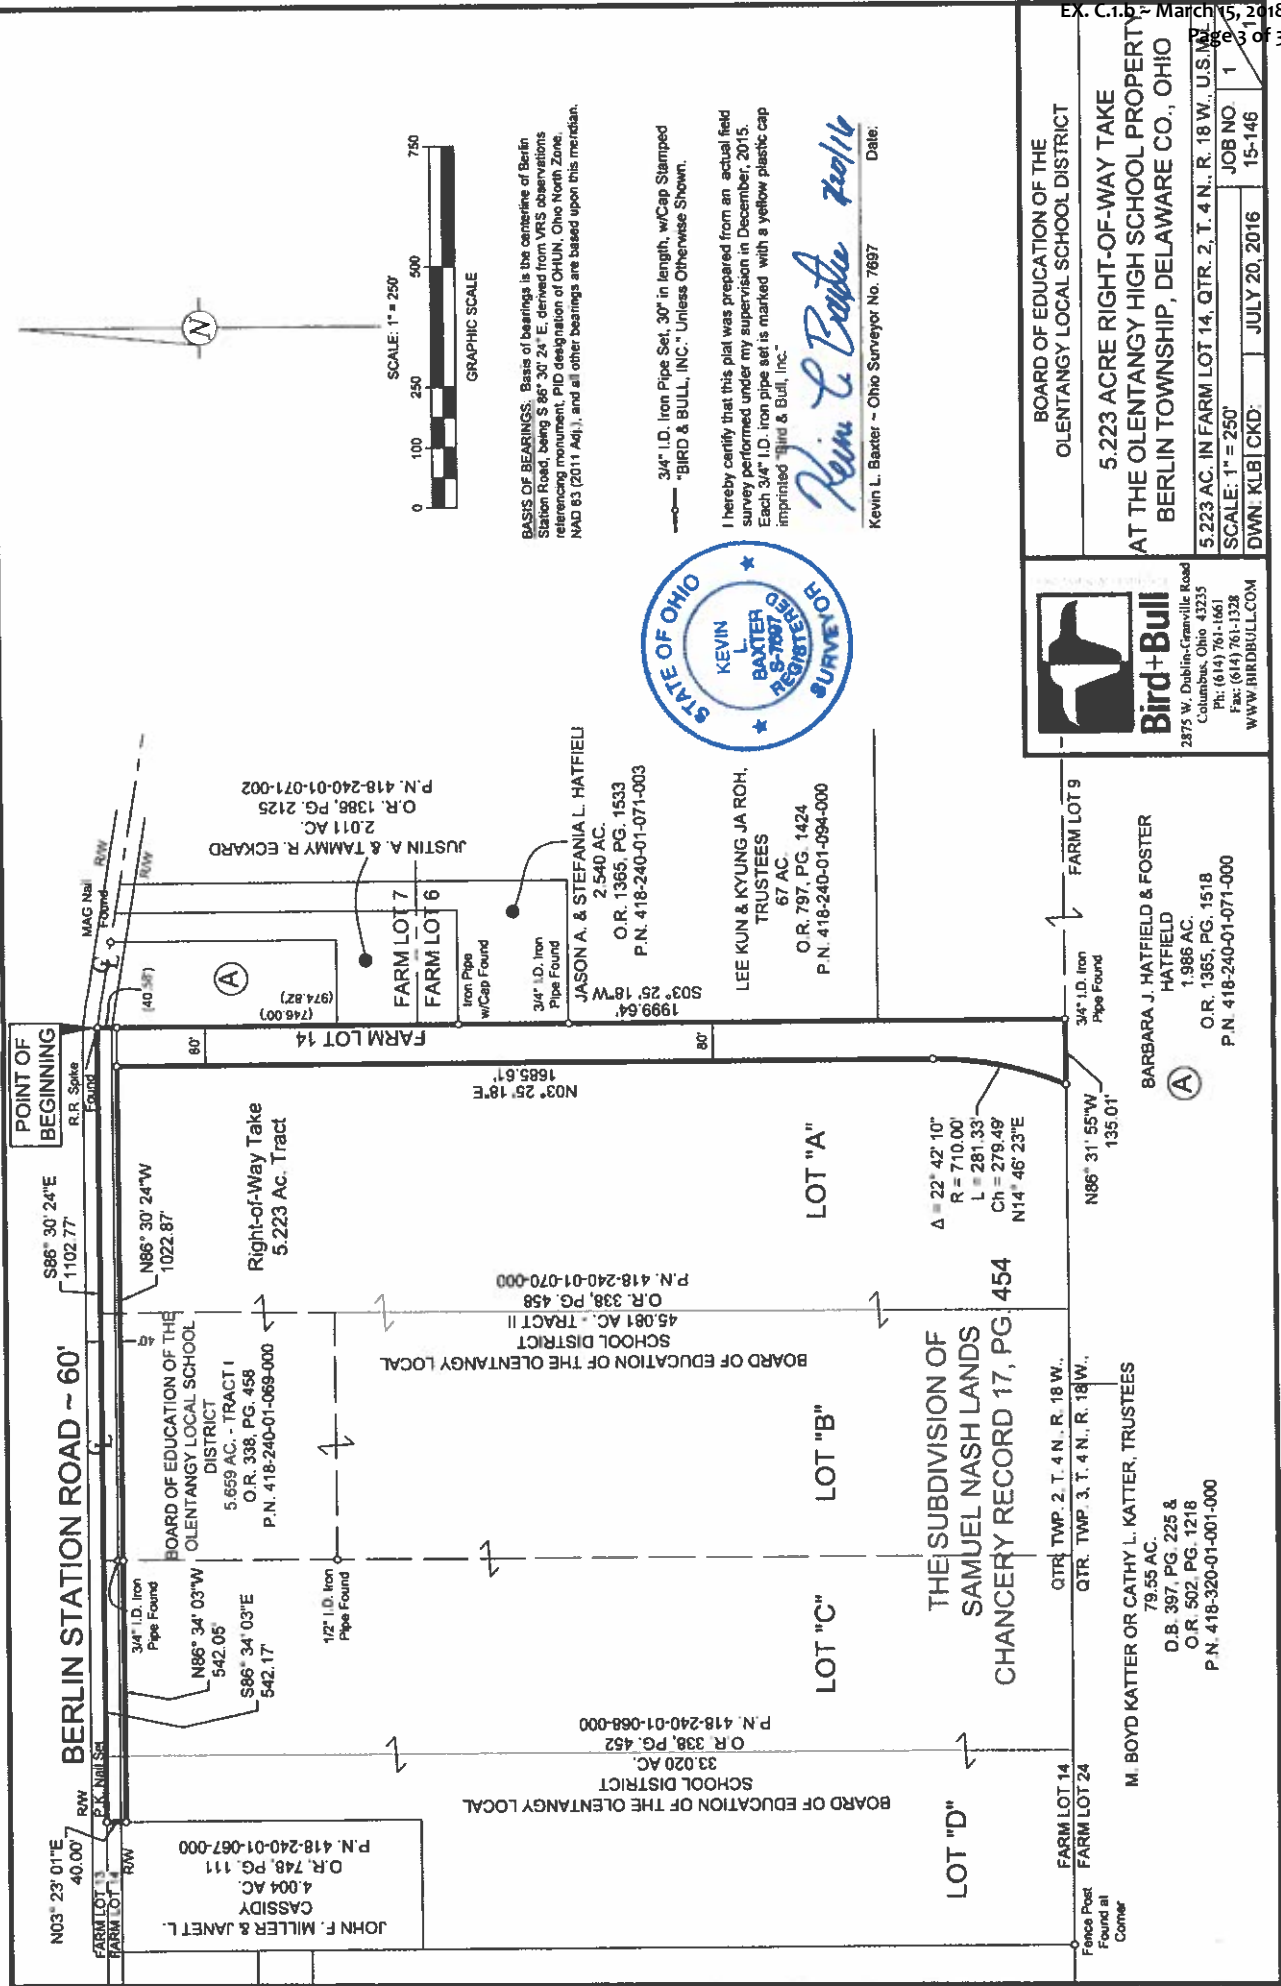 EX. C.1.b ~ March 15, 2018
Page 3 of 3
N03° 23' 01"E
40.00'
BERLIN STATION ROAD ~ 60'
S86° 30' 24"E
1102.77'
POINT OF
BEGINNING
R.R. Spike
Found
MAG Nail
Found
R/W
R/W
(40.58')
R/W
P.K. Nail Set
FARM LOT 13
FARM LOT 14
R/W
N86° 30' 24"W
1022.87'
40'
Right-of-Way Take
5.223 Ac. Tract
3/4" I.D. Iron
Pipe Found
N86° 34' 03"W
542.05'
S86° 34' 03"E
542.17'
1/2" I.D. Iron
Pipe Found
BOARD OF EDUCATION OF THE
OLENTANGY LOCAL SCHOOL
DISTRICT
5.659 AC. - TRACT I
O.R. 338, PG. 458
P.N. 418-240-01-069-000
JOHN F. MILLER & JANET L.
CASSIDY
4.004 AC.
O.R. 748, PG. 111
P.N. 418-240-01-067-000
BOARD OF EDUCATION OF THE OLENTANGY LOCAL
SCHOOL DISTRICT
33.020 AC.
O.R. 338, PG. 452
P.N. 418-240-01-068-000
BOARD OF EDUCATION OF THE OLENTANGY LOCAL
SCHOOL DISTRICT
45.081 AC. - TRACT II
O.R. 338, PG. 458
P.N. 418-240-01-070-000
60'
80'
N03° 25' 18"E
1685.61'
FARM LOT 14
(746.00')
(974.82')
A
FARM LOT 7
FARM LOT 6
JUSTIN A. & TAMMY R. ECKARD
2.011 AC.
O.R. 1386, PG. 2125
P.N. 418-240-01-071-002
Iron Pipe
w/Cap Found
3/4" I.D. Iron
Pipe Found
S03° 25' 18"W
1999.64'
JASON A. & STEFANIA L. HATFIELD
2.540 AC.
O.R. 1365, PG. 1533
P.N. 418-240-01-071-003
LEE KUN & KYUNG JA ROH,
TRUSTEES
67 AC.
O.R. 797, PG. 1424
P.N. 418-240-01-094-000
LOT "A"
LOT "B"
LOT "C"
LOT "D"
Δ = 22° 42' 10"
R = 710.00'
L = 281.33'
Ch = 279.49'
N14° 46' 23"E
THE SUBDIVISION OF
SAMUEL NASH LANDS
CHANCERY RECORD 17, PG. 454
N86° 31' 55"W
135.01'
3/4" I.D. Iron
Pipe Found
FARM LOT 9
FARM LOT 14
FARM LOT 24
QTR. TWP. 2, T. 4 N., R. 18 W.,
QTR. TWP. 3, T. 4 N., R. 18 W.,
Fence Post
Found at
Corner
M. BOYD KATTER OR CATHY L. KATTER, TRUSTEES
79.55 AC.
D.B. 397, PG. 225 &
O.R. 502, PG. 1218
P.N. 418-320-01-001-000
A
BARBARA J. HATFIELD & FOSTER
HATFIELD
1.986 AC.
O.R. 1365, PG. 1518
P.N. 418-240-01-071-000
N
SCALE: 1" = 250'
0 100 250 500 750
GRAPHIC SCALE
BASIS OF BEARINGS: Basis of bearings is the centerline of Berlin
Station Road, being S 86° 30' 24" E, derived from VRS observations
referencing monument, PID designation of OHUN, Ohio North Zone,
NAD 83 (2011 Adj.), and all other bearings are based upon this meridian.
3/4" I.D. Iron Pipe Set, 30" in length, w/Cap Stamped
"BIRD & BULL, INC." Unless Otherwise Shown.
I hereby certify that this plat was prepared from an actual field
survey performed under my supervision in December, 2015.
Each 3/4" I.D. iron pipe set is marked with a yellow plastic cap
imprinted "Bird & Bull, Inc."
Kevin L. Baxter 7/20/16
Kevin L. Baxter ~ Ohio Surveyor No. 7697 Date:
STATE OF OHIO
KEVIN
L.
BAXTER
S-7697
REGISTERED
SURVEYOR
Bird+Bull
2875 W. Dublin-Granville Road
Columbus, Ohio 43235
Ph: (614) 761-1661
Fax: (614) 761-1328
WWW.BIRDBULL.COM
BOARD OF EDUCATION OF THE
OLENTANGY LOCAL SCHOOL DISTRICT
5.223 ACRE RIGHT-OF-WAY TAKE
AT THE OLENTANGY HIGH SCHOOL PROPERTY,
BERLIN TOWNSHIP, DELAWARE CO., OHIO
5.223 AC. IN FARM LOT 14, QTR. 2, T. 4 N., R. 18 W., U.S.M.L.
SCALE: 1" = 250' JOB NO. 1
DWN: KLB CKD: JULY 20, 2016 15-146 1